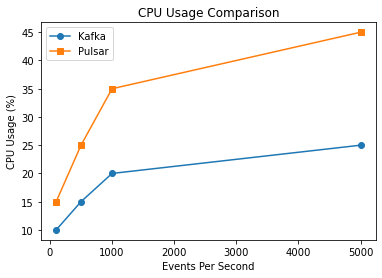 CPU Usage Comparison
Kafka
Pulsar
CPU Usage (%)
45
40
35
30
25
20
15
10
0 1000 2000 3000 4000 5000
Events Per Second